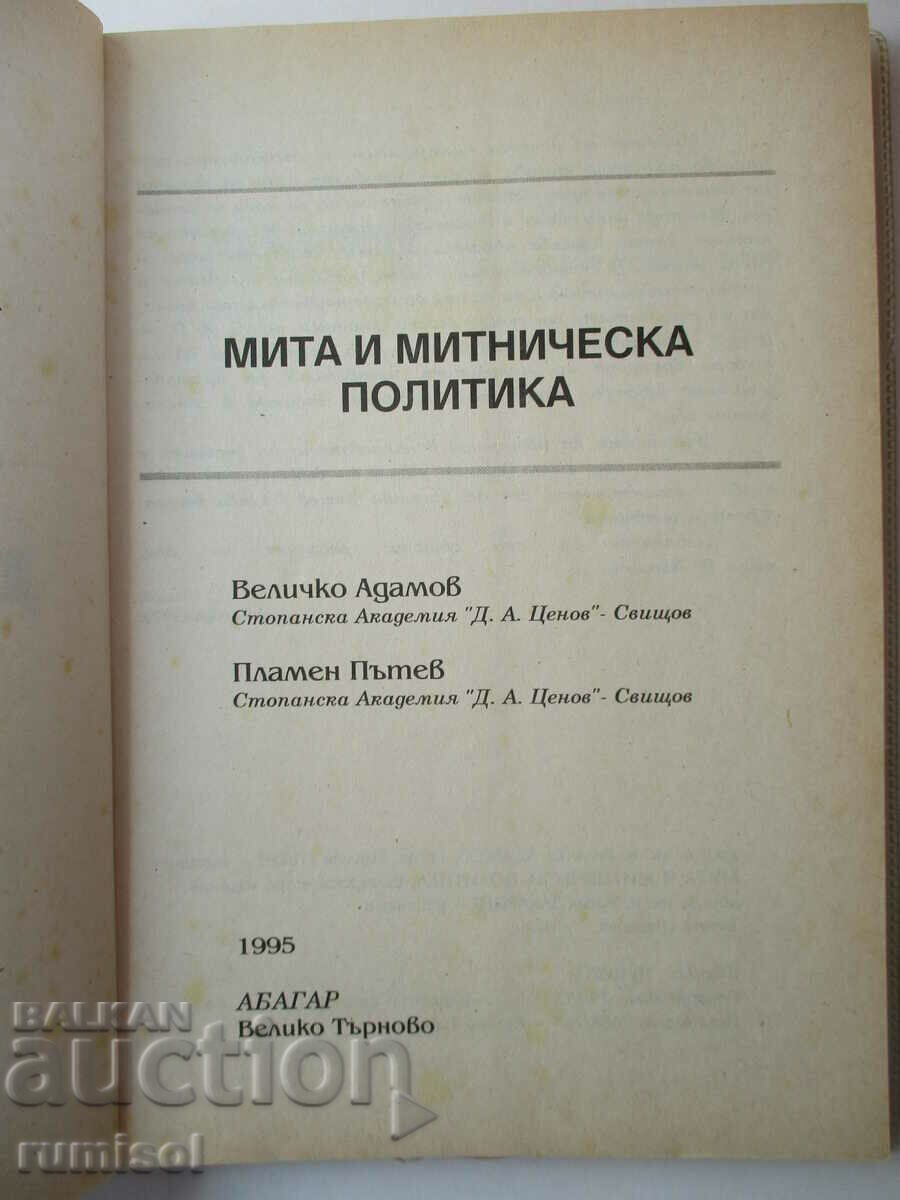 МИТА И МИТНИЧЕСКА
ПОЛИТИКА
Величко Адамов
Стопанска Академия "Д. А. Ценов"- Свищов
Пламен Пътев
Стопанска Академия "Д. А. Ценов"- Свищов
1995
АБАГАР
Велико Търново
BALKAN
auction
rumisol